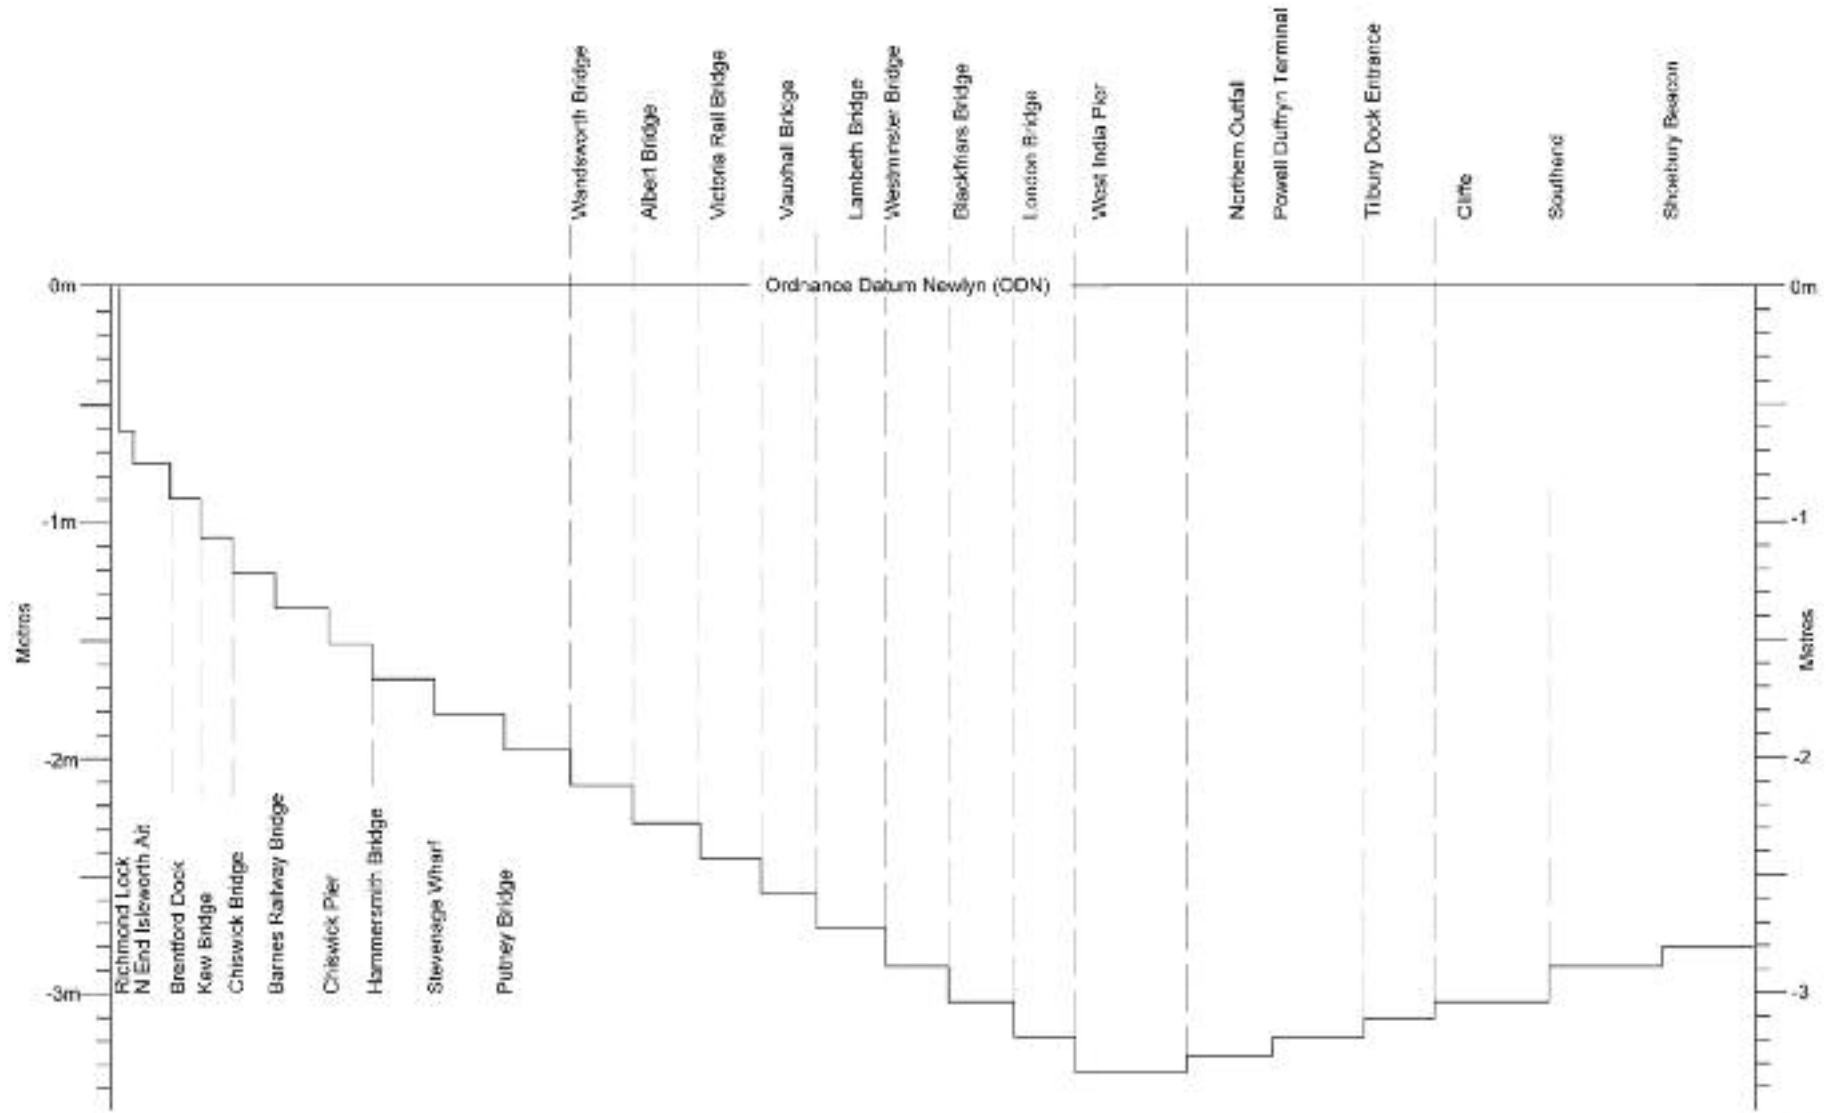 Wandsworth Bridge
Albert Bridge
Victoria Rail Bridge
Vauxhall Bridge
Lambeth Bridge
Westminster Bridge
Blackfriars Bridge
London Bridge
West India Pier
Northern Outfall
Powell Duffryn Terminal
Tilbury Dock Entrance
Cliffe
Southend
Shoebury Beacon
0m
Ordnance Datum Newlyn (ODN)
0m
-1m
-1
Metres
Metres
-2m
-2
-3m
-3
Richmond Lock
N End Isleworth Ait
Brentford Dock
Kew Bridge
Chiswick Bridge
Barnes Railway Bridge
Chiswick Pier
Hammersmith Bridge
Stevenage Wharf
Putney Bridge